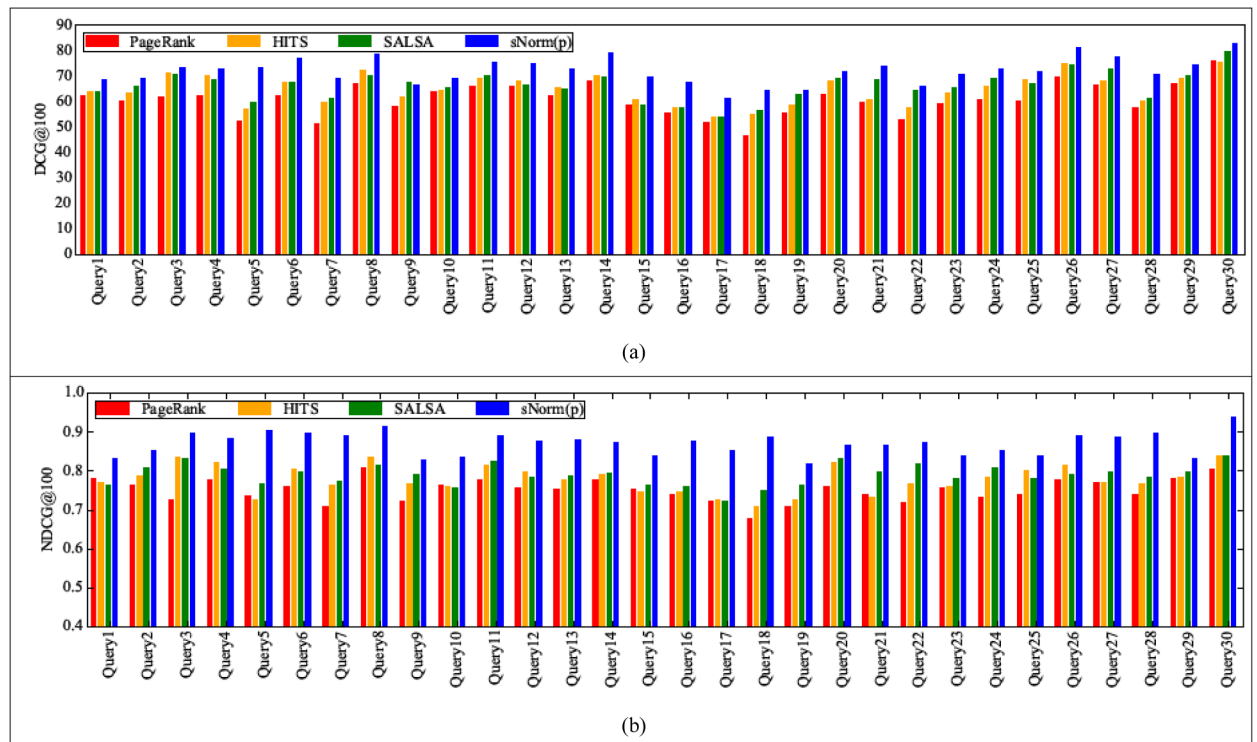 90
80
70
60
50
40
30
20
10
0
DCG@100
PageRank HITS SALSA sNorm(p)
Query1 Query2 Query3 Query4 Query5 Query6 Query7 Query8 Query9 Query10 Query11 Query12 Query13 Query14 Query15 Query16 Query17 Query18 Query19 Query20 Query21 Query22 Query23 Query24 Query25 Query26 Query27 Query28 Query29 Query30
(a)
1.0
0.9
0.8
0.7
0.6
0.5
0.4
NDCG@100
PageRank HITS SALSA sNorm(p)
Query1 Query2 Query3 Query4 Query5 Query6 Query7 Query8 Query9 Query10 Query11 Query12 Query13 Query14 Query15 Query16 Query17 Query18 Query19 Query20 Query21 Query22 Query23 Query24 Query25 Query26 Query27 Query28 Query29 Query30
(b)